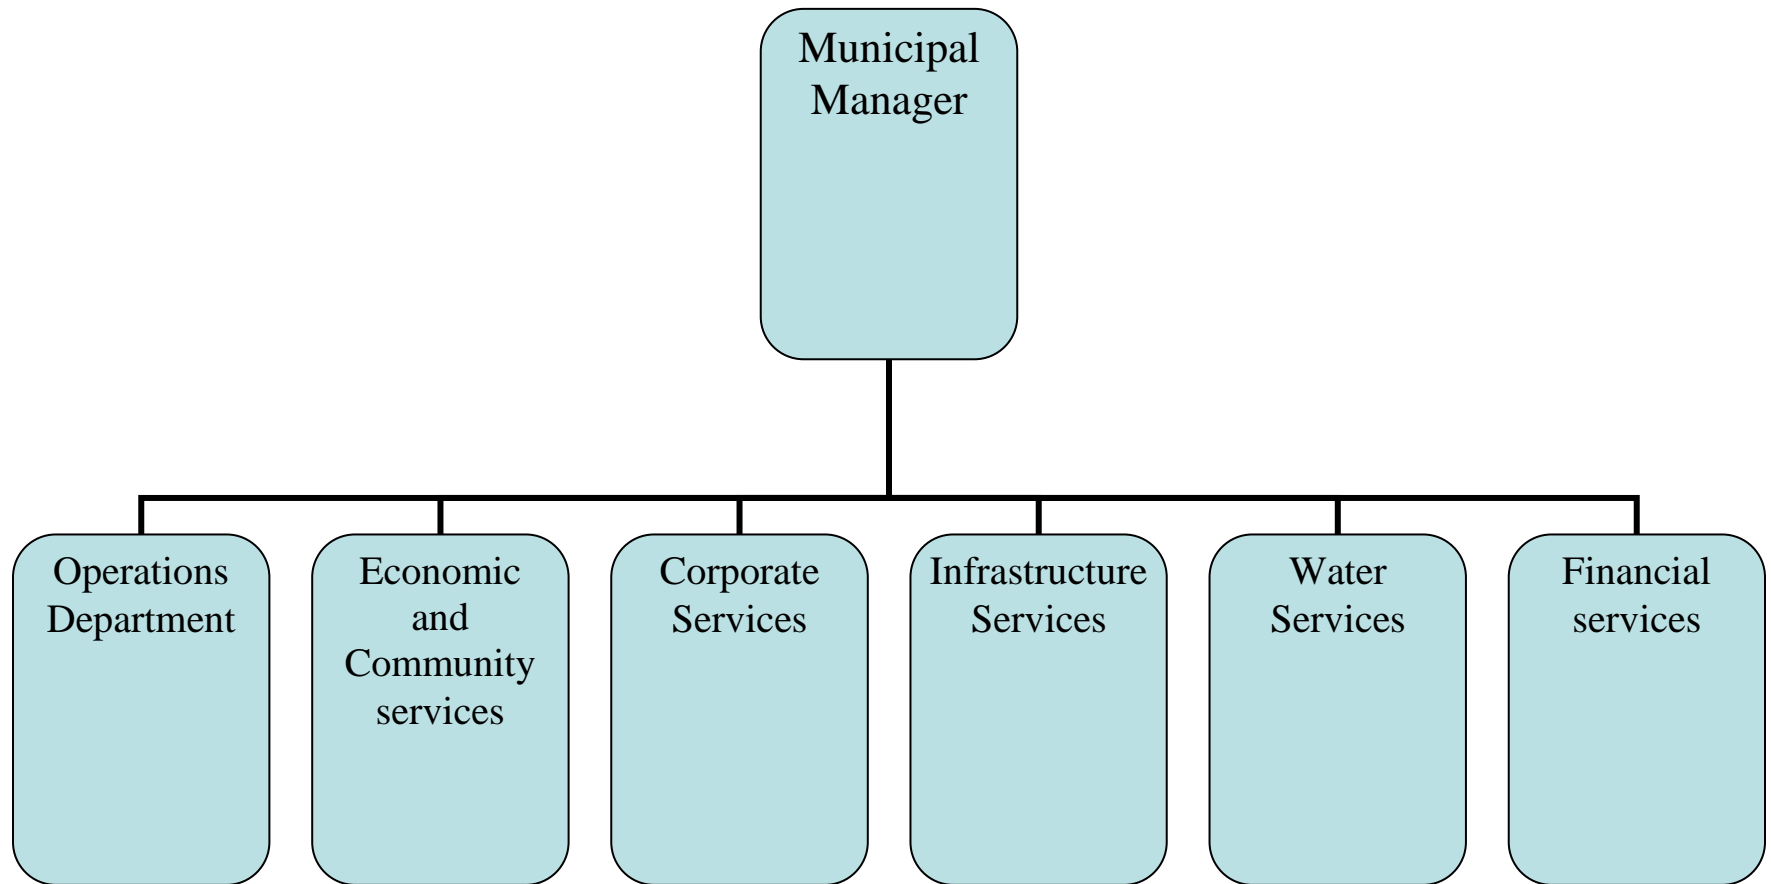 Municipal
Manager
Operations
Department
Economic
and
Community
services
Corporate
Services
Infrastructure
Services
Water
Services
Financial
services